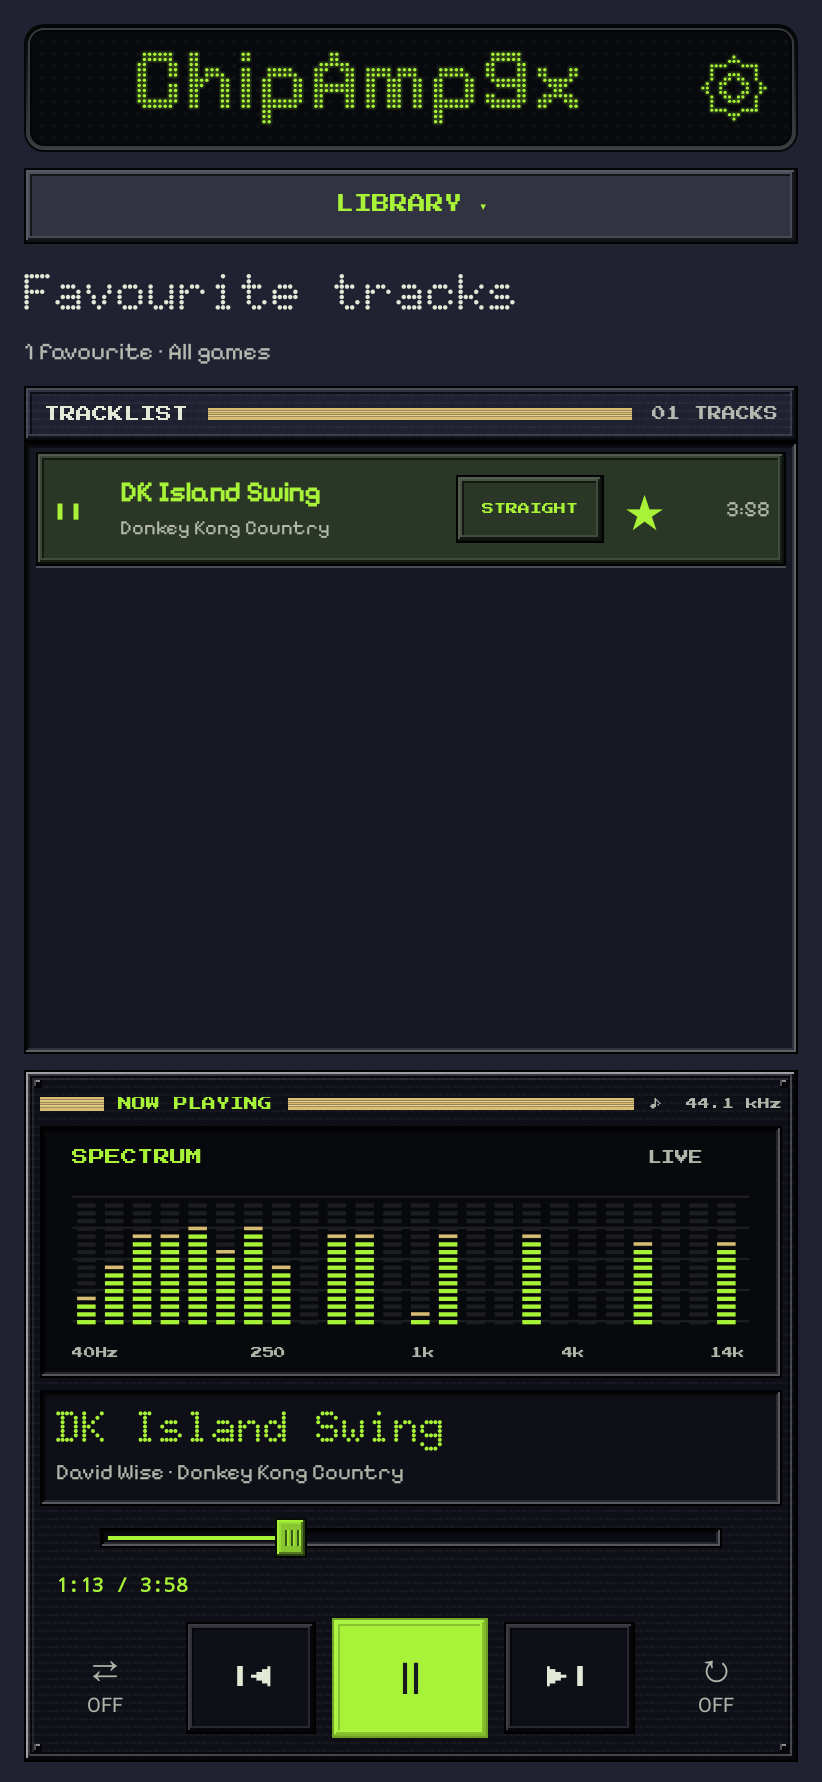 ChipAmp9x
LIBRARY ▾
Favourite tracks
1 Favourite · All games
TRACKLIST 01 TRACKS
DK Island Swing
Donkey Kong Country
STRAIGHT
3:58
NOW PLAYING ♪ 44.1 kHz
SPECTRUM LIVE
40Hz 250 1k 4k 14k
DK Island Swing
David Wise · Donkey Kong Country
1:13 / 3:58
OFF OFF